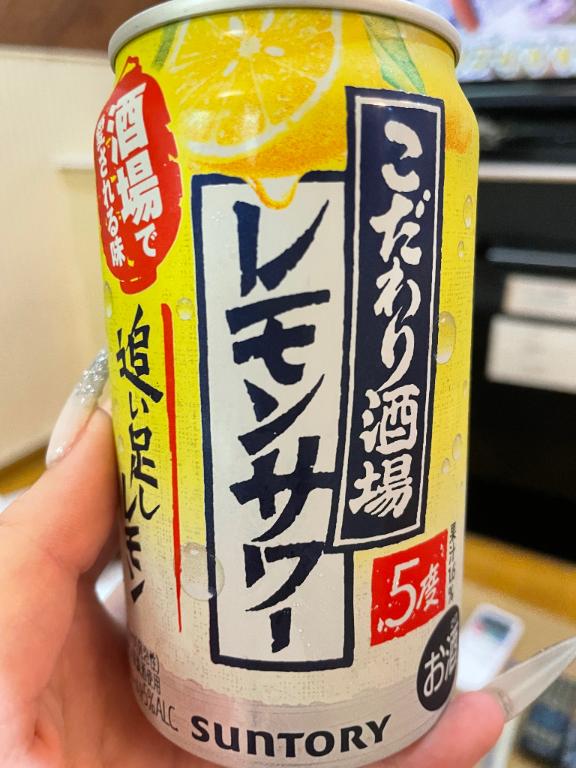 酒場で
愛される味
こだわり酒場
レモンサワー
追い足し
レモン
5度
お酒
SUNTORY